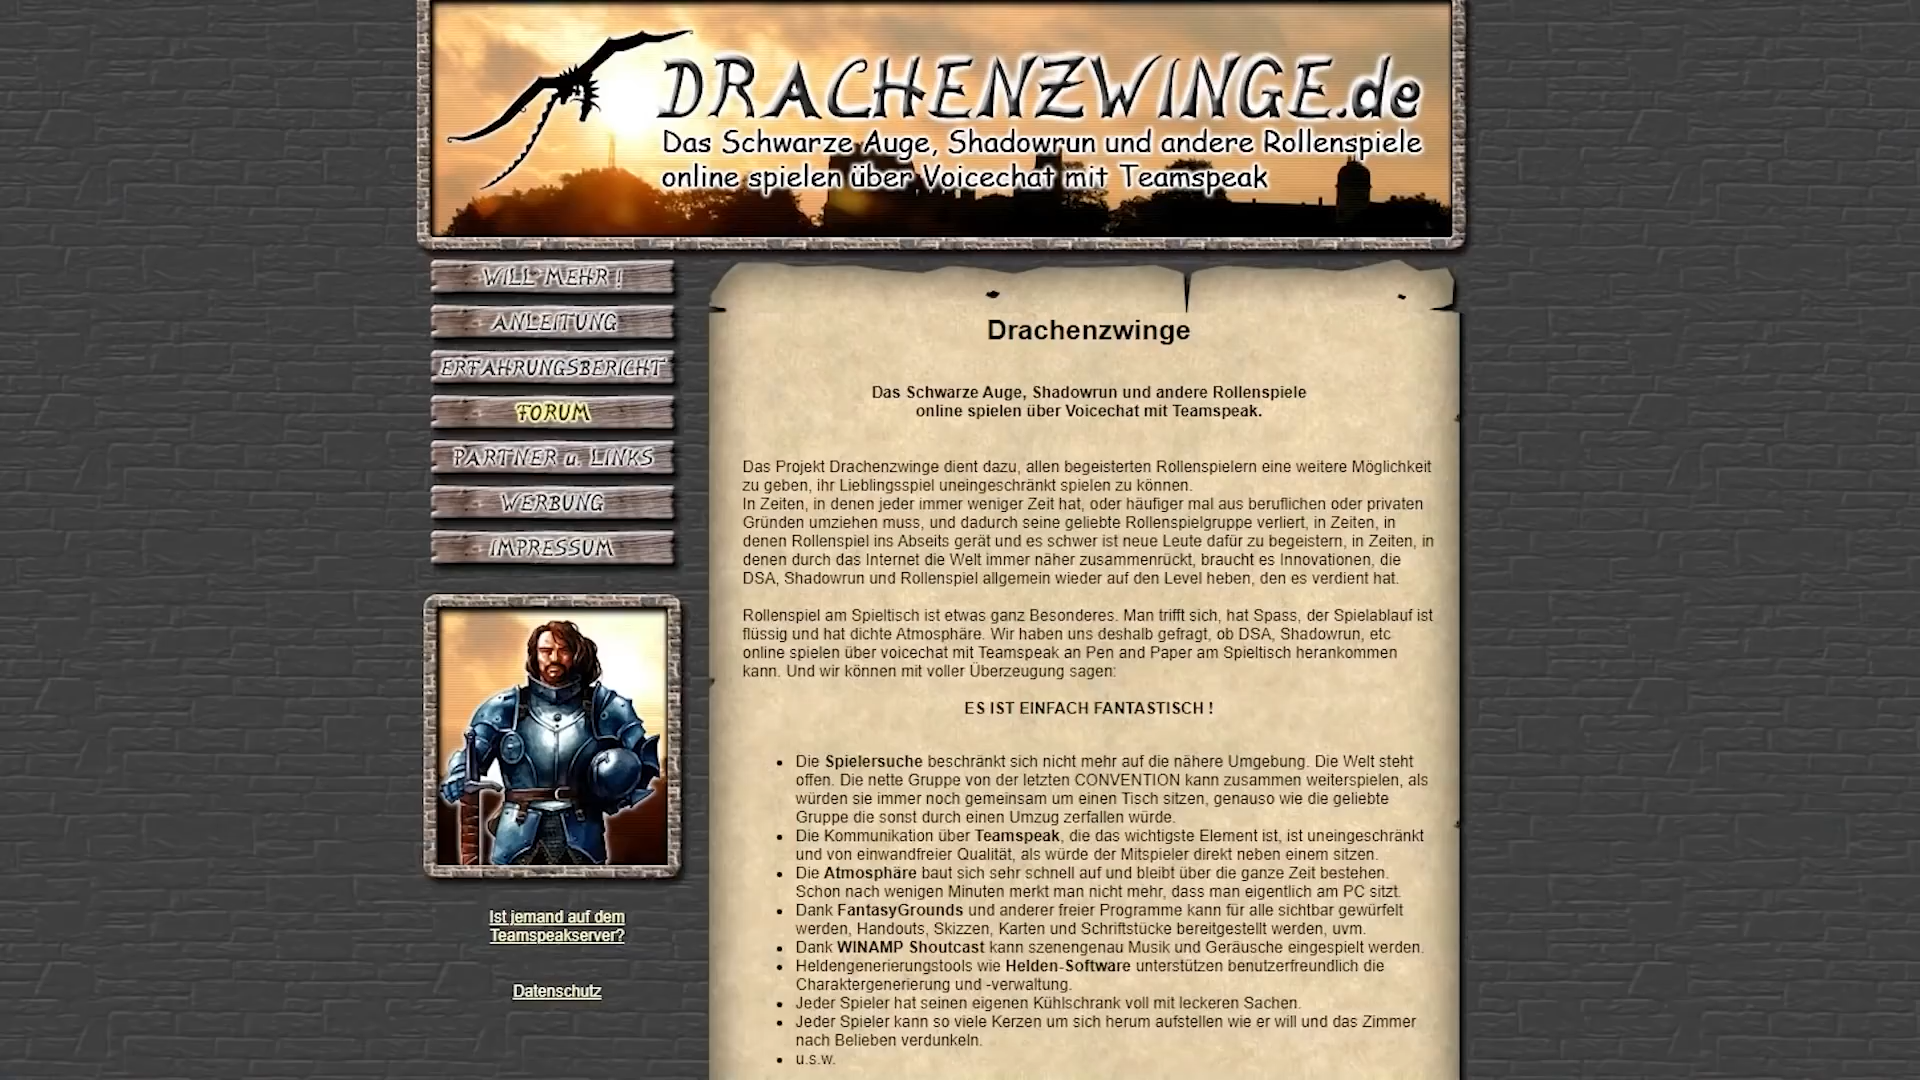 DRACHENZWINGE.de
Das Schwarze Auge, Shadowrun und andere Rollenspiele
online spielen über Voicechat mit Teamspeak
WILL MEHR !
ANLEITUNG
ERFAHRUNGSBERICHT
FORUM
PARTNER u. LINKS
WERBUNG
IMPRESSUM
Ist jemand auf dem
Teamspeakserver?
Datenschutz
Drachenzwinge
Das Schwarze Auge, Shadowrun und andere Rollenspiele
online spielen über Voicechat mit Teamspeak.
Das Projekt Drachenzwinge dient dazu, allen begeisterten Rollenspielern eine weitere Möglichkeit
zu geben, ihr Lieblingsspiel uneingeschränkt spielen zu können.
In Zeiten, in denen jeder immer weniger Zeit hat, oder häufiger mal aus beruflichen oder privaten
Gründen umziehen muss, und dadurch seine geliebte Rollenspielgruppe verliert, in Zeiten, in
denen Rollenspiel ins Abseits gerät und es schwer ist neue Leute dafür zu begeistern, in Zeiten, in
denen durch das Internet die Welt immer näher zusammenrückt, braucht es Innovationen, die
DSA, Shadowrun und Rollenspiel allgemein wieder auf den Level heben, den es verdient hat.
Rollenspiel am Spieltisch ist etwas ganz Besonderes. Man trifft sich, hat Spass, der Spielablauf ist
flüssig und hat dichte Atmosphäre. Wir haben uns deshalb gefragt, ob DSA, Shadowrun, etc
online spielen über voicechat mit Teamspeak an Pen and Paper am Spieltisch herankommen
kann. Und wir können mit voller Überzeugung sagen:
ES IST EINFACH FANTASTISCH !
• Die Spielersuche beschränkt sich nicht mehr auf die nähere Umgebung. Die Welt steht
offen. Die nette Gruppe von der letzten CONVENTION kann zusammen weiterspielen, als
würden sie immer noch gemeinsam um einen Tisch sitzen, genauso wie die geliebte
Gruppe die sonst durch einen Umzug zerfallen würde.
• Die Kommunikation über Teamspeak, die das wichtigste Element ist, ist uneingeschränkt
und von einwandfreier Qualität, als würde der Mitspieler direkt neben einem sitzen.
• Die Atmosphäre baut sich sehr schnell auf und bleibt über die ganze Zeit bestehen.
Schon nach wenigen Minuten merkt man nicht mehr, dass man eigentlich am PC sitzt.
• Dank FantasyGrounds und anderer freier Programme kann für alle sichtbar gewürfelt
werden, Handouts, Skizzen, Karten und Schriftstücke bereitgestellt werden, uvm.
• Dank WINAMP Shoutcast kann szenengenau Musik und Geräusche eingespielt werden.
• Heldengenerierungstools wie Helden-Software unterstützen benutzerfreundlich die
Charaktergenerierung und -verwaltung.
• Jeder Spieler hat seinen eigenen Kühlschrank voll mit leckeren Sachen.
• Jeder Spieler kann so viele Kerzen um sich herum aufstellen wie er will und das Zimmer
nach Belieben verdunkeln.
• u.s.w.